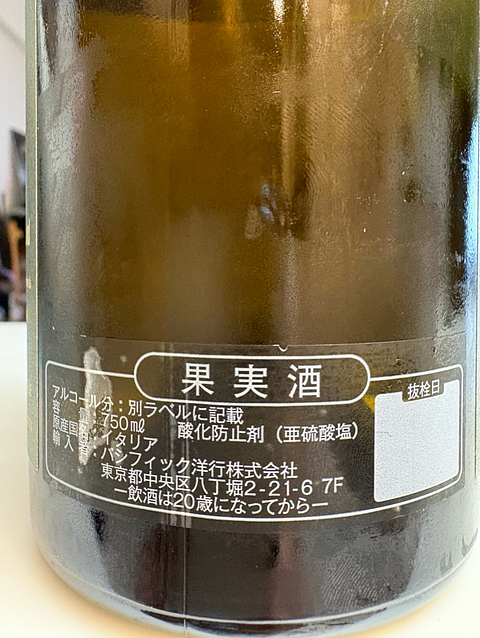 果実酒
抜栓日
アルコール分：別ラベルに記載
容量：750㎖ 酸化防止剤（亜硫酸塩）
原産国：イタリア
輸入者：パシフィック洋行株式会社
東京都中央区八丁堀2-21-6 7F
ー飲酒は20歳になってからー